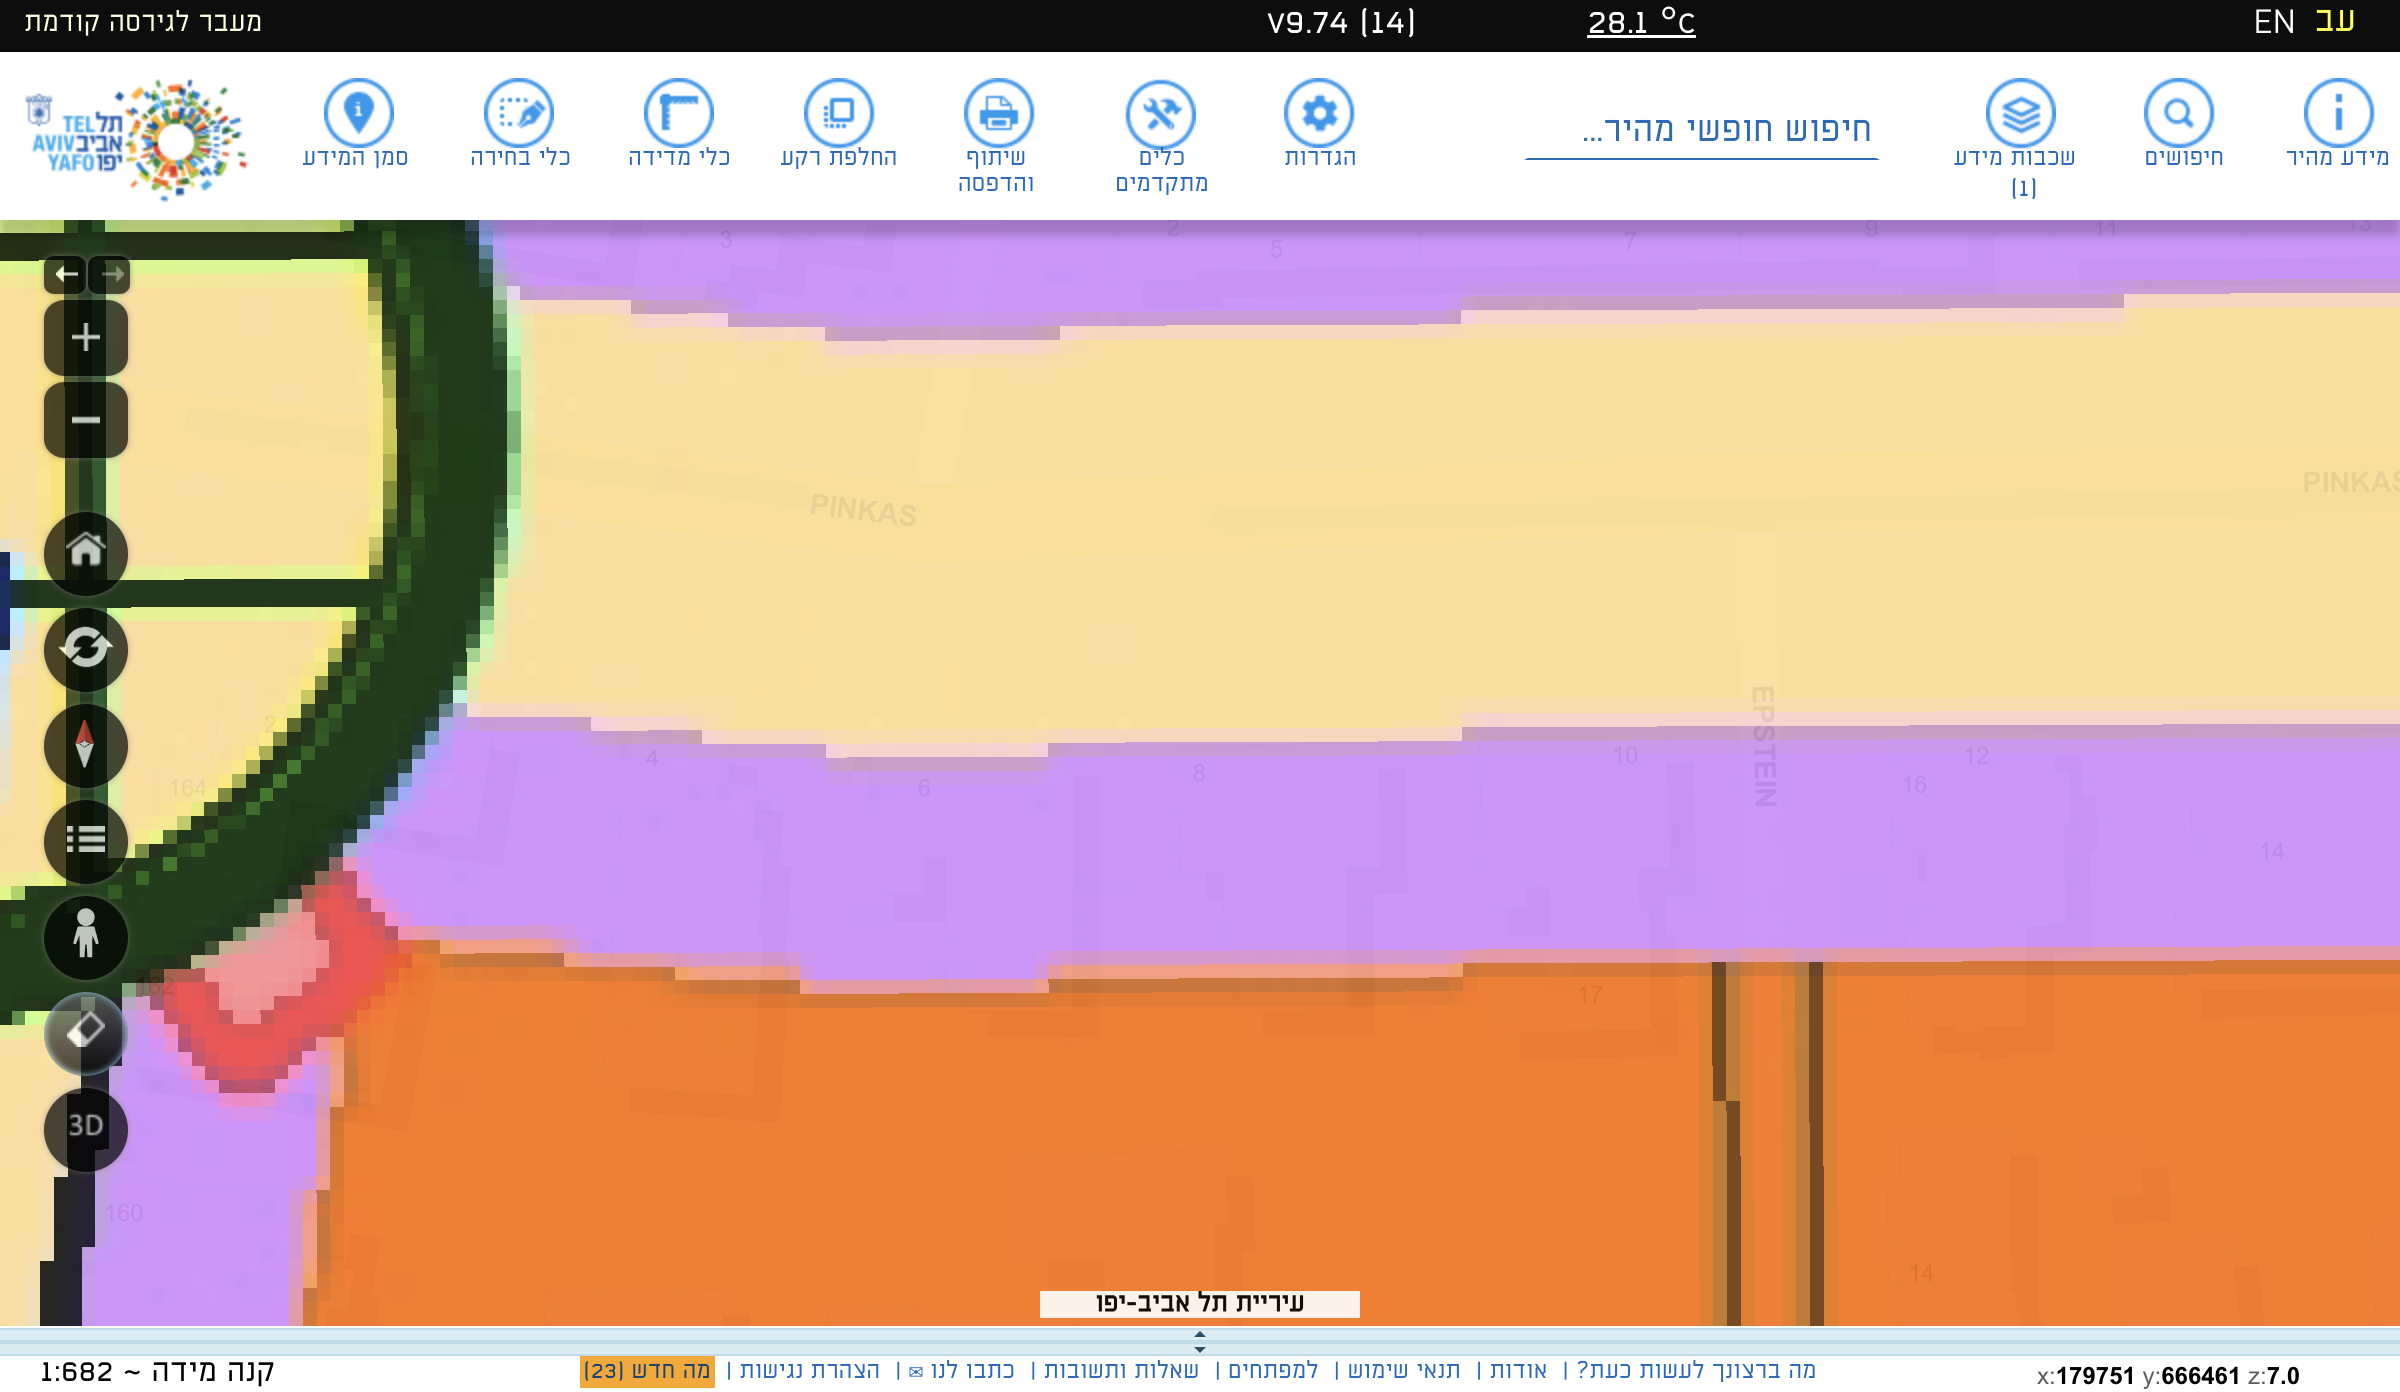 עב EN
28.1 °C
V9.74 (14)
מעבר לגירסה קודמת
מידע מהיר
חיפושים
שכבות מידע
(1)
חיפוש חופשי מהיר...
הגדרות
כלים
מתקדמים
שיתוף
והדפסה
החלפת רקע
כלי מדידה
כלי בחירה
סמן המידע
תל TEL
אביב AVIV
יפו YAFO
3
2
5
7
9
11
13
PINKAS
PINKAS
EPSTEIN
2
164
4
6
8
10
12
16
14
162
17
160
14
3D
עיריית תל אביב-יפו
מה ברצונך לעשות כעת? | אודות | תנאי שימוש | למפתחים | שאלות ותשובות | כתבו לנו ✉ | הצהרת נגישות | מה חדש (23)
קנה מידה ~ 1:682
x:179751 y:666461 z:7.0